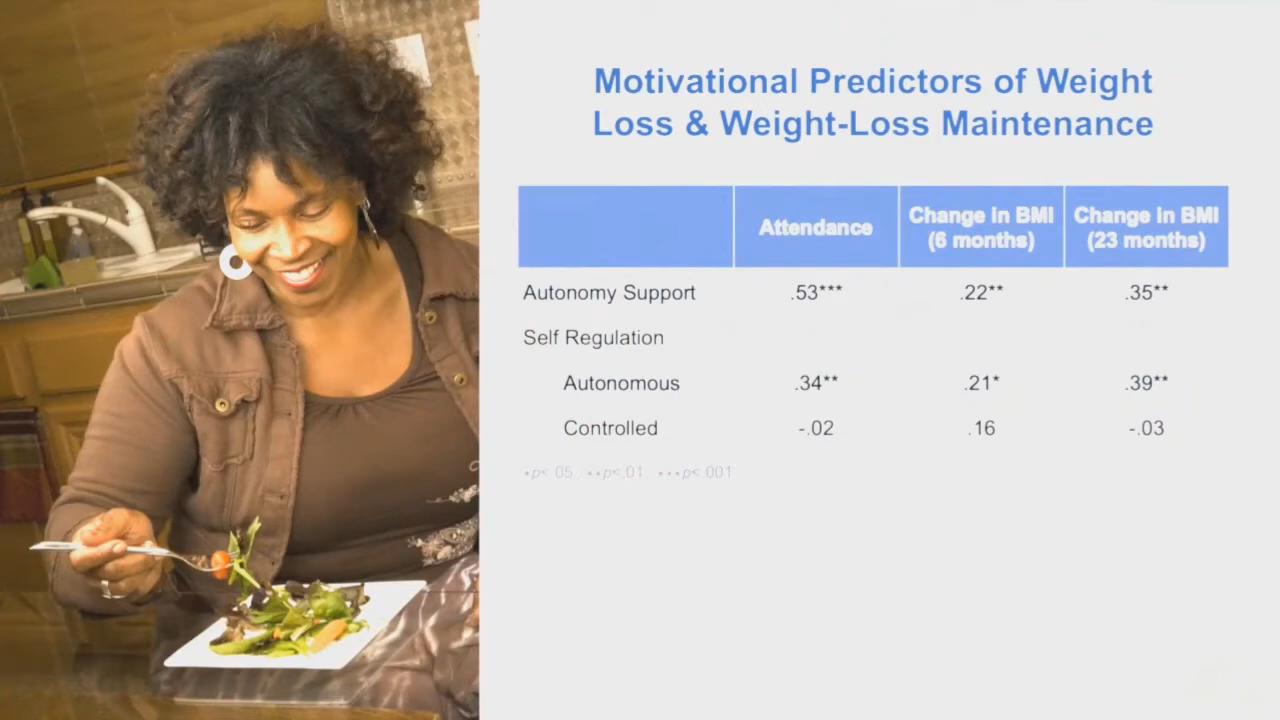 Motivational Predictors of Weight
Loss & Weight-Loss Maintenance
Attendance
Change in BMI
(6 months)
Change in BMI
(23 months)
Autonomy Support .53*** .22** .35**
Self Regulation
Autonomous .34** .21* .39**
Controlled -.02 .16 -.03
*p<.05 **p<.01 ***p<.001